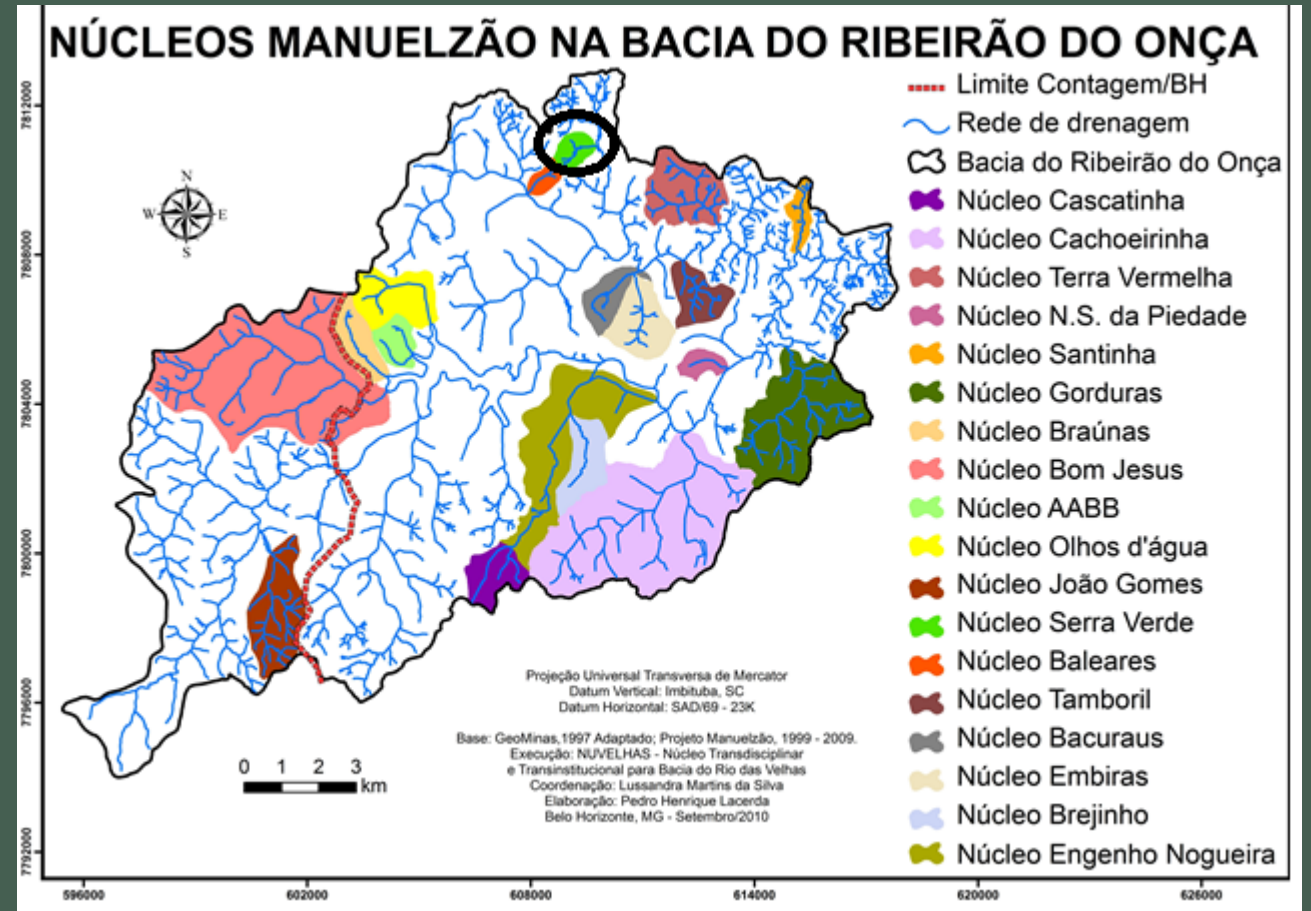 NÚCLEOS MANUELZÃO NA BACIA DO RIBEIRÃO DO ONÇA
Limite Contagem/BH
Rede de drenagem
Bacia do Ribeirão do Onça
Núcleo Cascatinha
Núcleo Cachoeirinha
Núcleo Terra Vermelha
Núcleo N.S. da Piedade
Núcleo Santinha
Núcleo Gorduras
Núcleo Braúnas
Núcleo Bom Jesus
Núcleo AABB
Núcleo Olhos d'água
Núcleo João Gomes
Núcleo Serra Verde
Núcleo Baleares
Núcleo Tamboril
Núcleo Bacuraus
Núcleo Embiras
Núcleo Brejinho
Núcleo Engenho Nogueira
N
W E
S
7812000
7808000
7804000
7800000
7796000
7792000
Projeção Universal Transversa de Mercator
Datum Vertical: Imbituba, SC
Datum Horizontal: SAD/69 - 23K
Base: GeoMinas,1997 Adaptado; Projeto Manuelzão, 1999 - 2009.
Execução: NUVELHAS - Núcleo Transdisciplinar
e Transinstitucional para Bacia do Rio das Velhas
Coordenação: Lussandra Martins da Silva
Elaboração: Pedro Henrique Lacerda
Belo Horizonte, MG - Setembro/2010
0 1 2 3
km
596000 602000 608000 614000 620000 626000